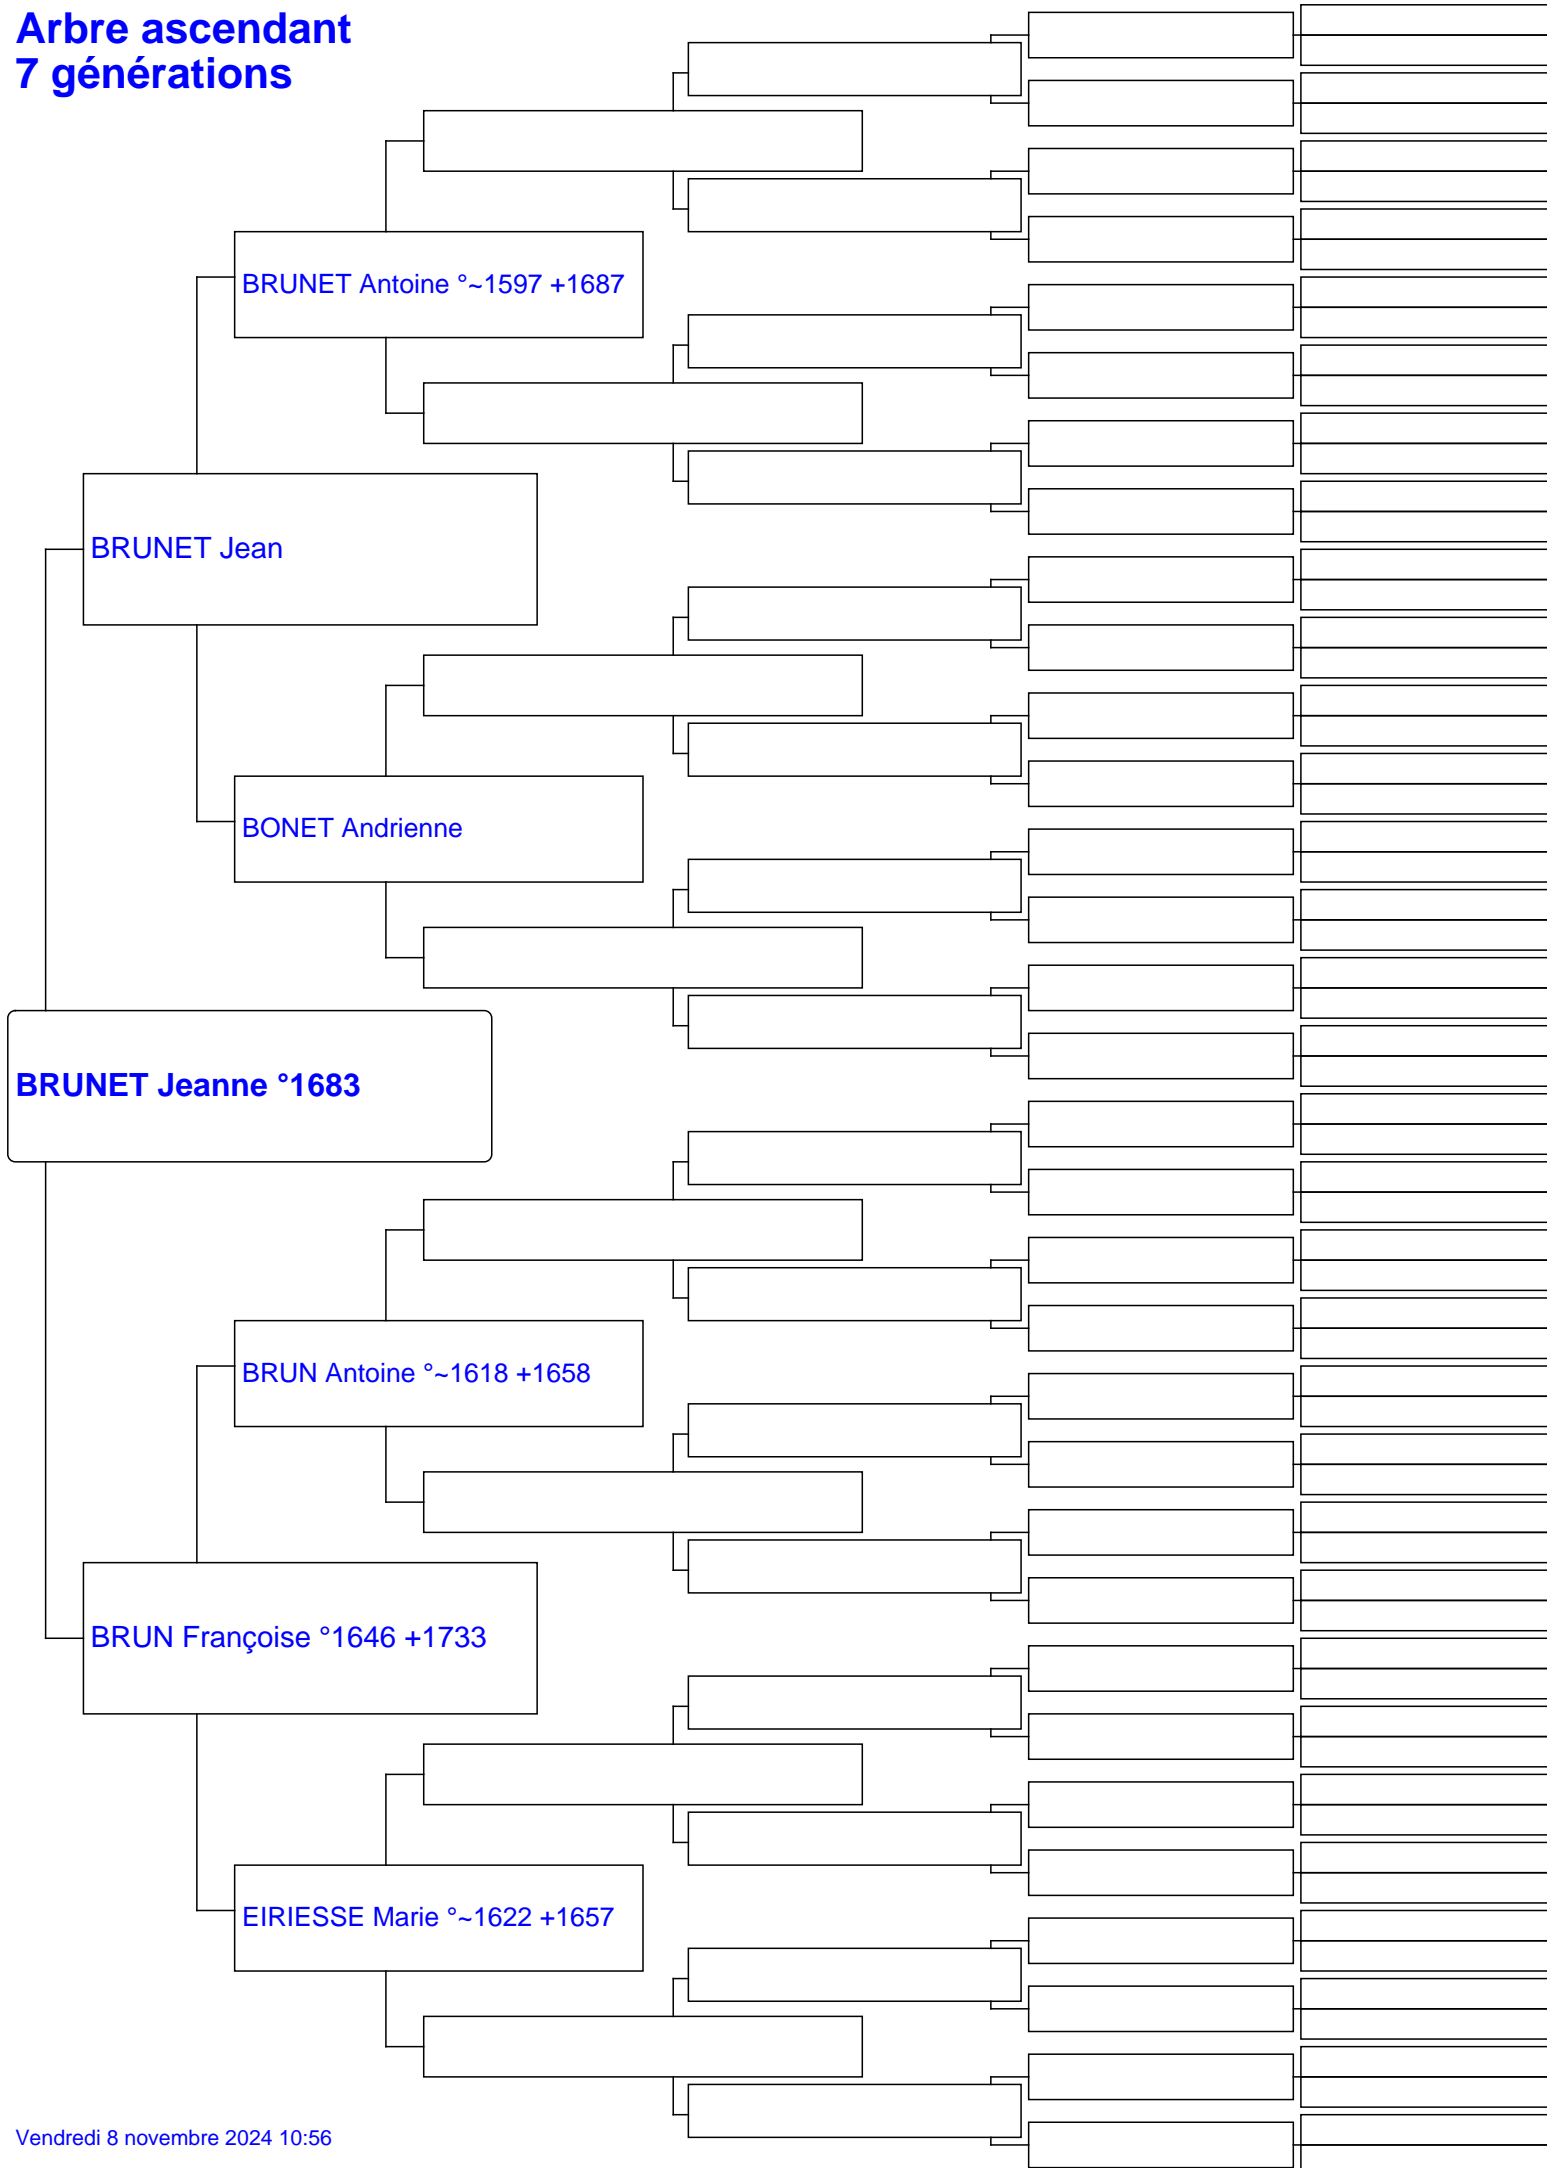 Arbre ascendant
7 générations
BRUNET Antoine °~1597 +1687
BRUNET Jean
BONET Andrienne
BRUNET Jeanne °1683
BRUN Antoine °~1618 +1658
BRUN Françoise °1646 +1733
EIRIESSE Marie °~1622 +1657
Vendredi 8 novembre 2024 10:56